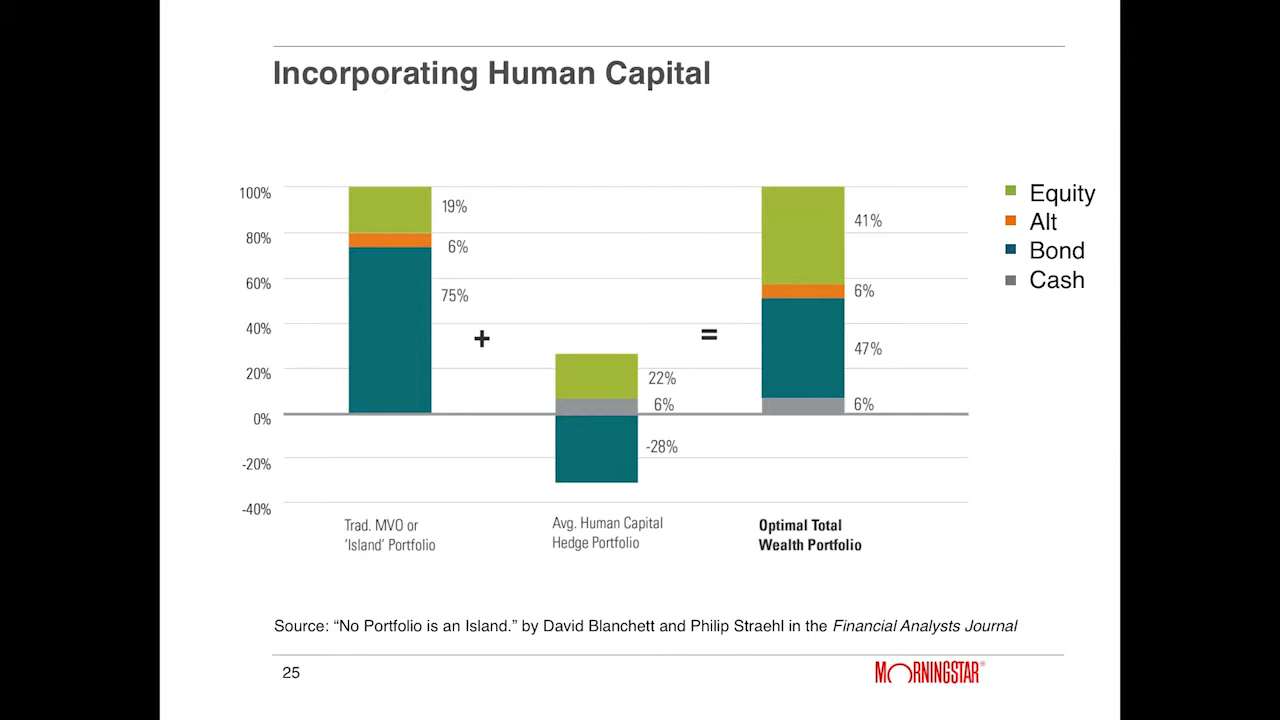 Incorporating Human Capital
100%
80%
60%
40%
20%
0%
-20%
-40%
19%
6%
75%
+
22%
6%
-28%
=
41%
6%
47%
6%
Equity
Alt
Bond
Cash
Trad. MVO or
‘Island’ Portfolio
Avg. Human Capital
Hedge Portfolio
Optimal Total
Wealth Portfolio
Source: “No Portfolio is an Island.” by David Blanchett and Philip Straehl in the Financial Analysts Journal
25
MORNINGSTAR®